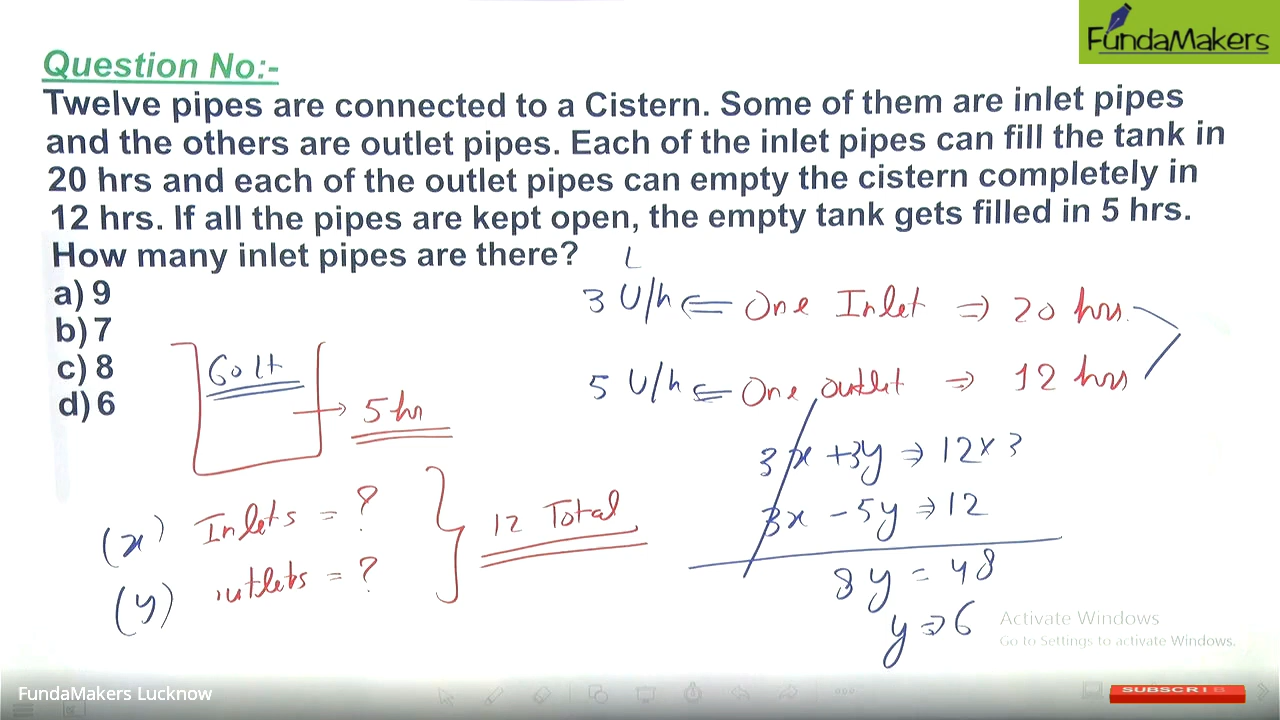 FundaMakers
Question No:-
Twelve pipes are connected to a Cistern. Some of them are inlet pipes
and the others are outlet pipes. Each of the inlet pipes can fill the tank in
20 hrs and each of the outlet pipes can empty the cistern completely in
12 hrs. If all the pipes are kept open, the empty tank gets filled in 5 hrs.
How many inlet pipes are there?
a) 9
b) 7
c) 8
d) 6
L
3 U/h ⇐ One Inlet ⇒ 20 hrs.
5 U/h ⇐ One outlet ⇒ 12 hrs
60 lt
→ 5 hr
3x + 3y ⇒ 12 x 3
3x - 5y ⇒ 12
8y = 48
y ⇒ 6
(x) Inlets = ?
(y) outlets = ?
12 Total
Activate Windows
Go to Settings to activate Windows.
FundaMakers Lucknow
SUBSCRIB